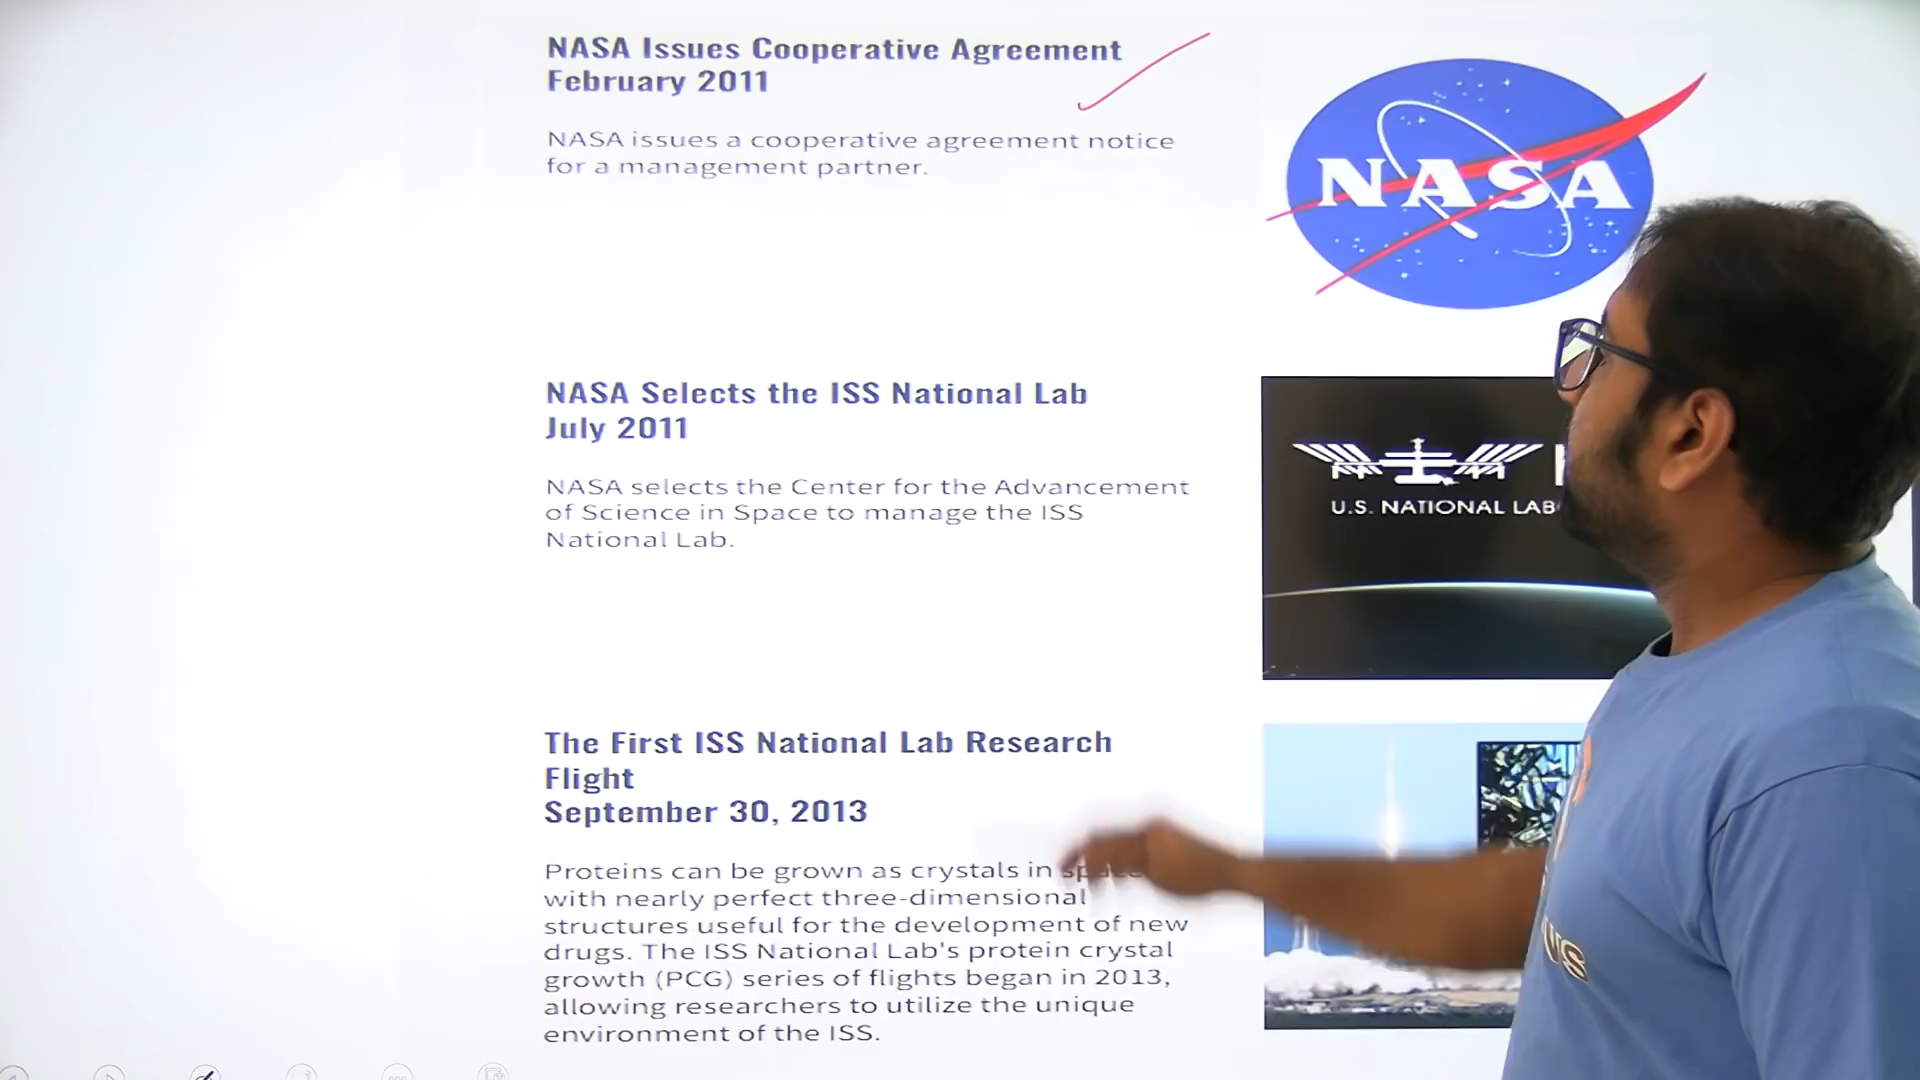 NASA Issues Cooperative Agreement
February 2011
NASA issues a cooperative agreement notice
for a management partner.
NASA
NASA Selects the ISS National Lab
July 2011
NASA selects the Center for the Advancement
of Science in Space to manage the ISS
National Lab.
U.S. NATIONAL LAB
The First ISS National Lab Research
Flight
September 30, 2013
Proteins can be grown as crystals in space
with nearly perfect three-dimensional
structures useful for the development of new
drugs. The ISS National Lab's protein crystal
growth (PCG) series of flights began in 2013,
allowing researchers to utilize the unique
environment of the ISS.